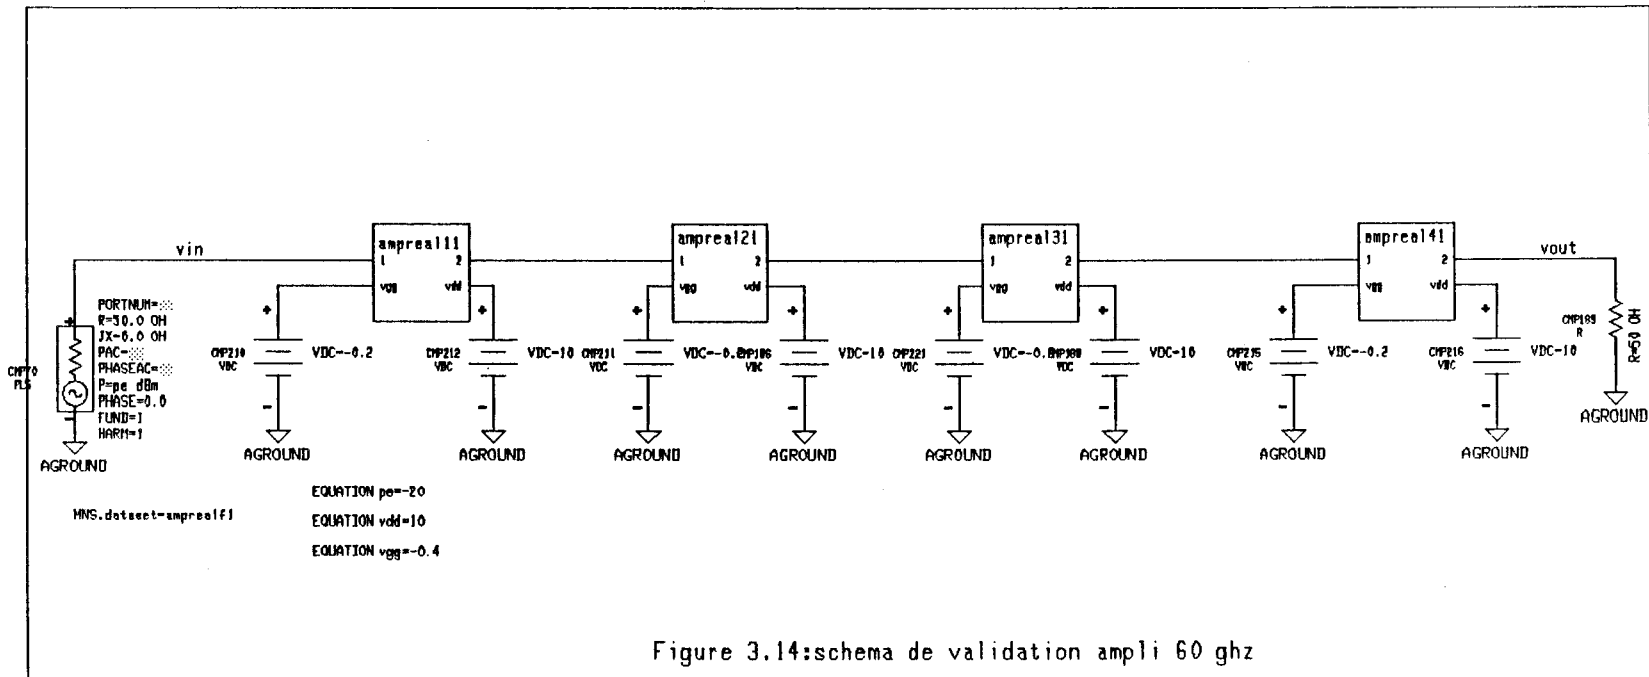 vin
ampreal11
1 2
vgg vdd
ampreal21
1 2
vgg vdd
ampreal31
1 2
vgg vdd
ampreal41
1 2
vgg vdd
vout
PORTNUM=
R=50.0 OH
JX=0.0 OH
PAC=
PHASEAC=
P=pe dBm
PHASE=0.0
FUND=1
HARM=1
CMP70
+
-
AGROUND
+
CMP210
VDC
VDC=-0.2
-
AGROUND
+
CMP212
VDC
VDC=10
-
AGROUND
+
CMP211
VDC
-
AGROUND
+
VDC
VDC=10
-
AGROUND
+
CMP221
VDC
-
AGROUND
+
VDC
VDC=10
-
AGROUND
+
CMP215
VDC
VDC=-0.2
-
AGROUND
+
CMP216
VDC
VDC=10
-
AGROUND
CMP189
R
R=50 OH
AGROUND
MNS.dataset=amprealf1
EQUATION pe=-20
EQUATION vdd=10
EQUATION vgg=-0.4
Figure 3.14:schema de validation ampli 60 ghz